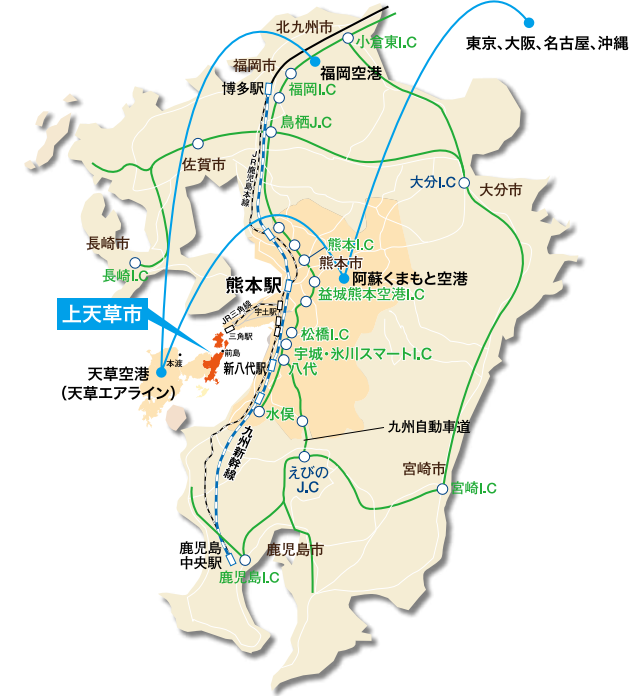 北九州市
小倉東I.C
東京、大阪、名古屋、沖縄
福岡市
福岡空港
博多駅
福岡I.C
鳥栖J.C
佐賀市
JR鹿児島本線
大分I.C
大分市
長崎市
長崎I.C
熊本I.C
熊本市
阿蘇くまもと空港
熊本駅
益城熊本空港I.C
上天草市
JR三角線
宇土駅
三角駅
松橋I.C
前島
宇城・氷川スマートI.C
本渡
新八代駅
八代
天草空港
(天草エアライン)
水俣
九州自動車道
九州新幹線
えびの
J.C
宮崎市
宮崎I.C
鹿児島
中央駅
鹿児島市
鹿児島I.C